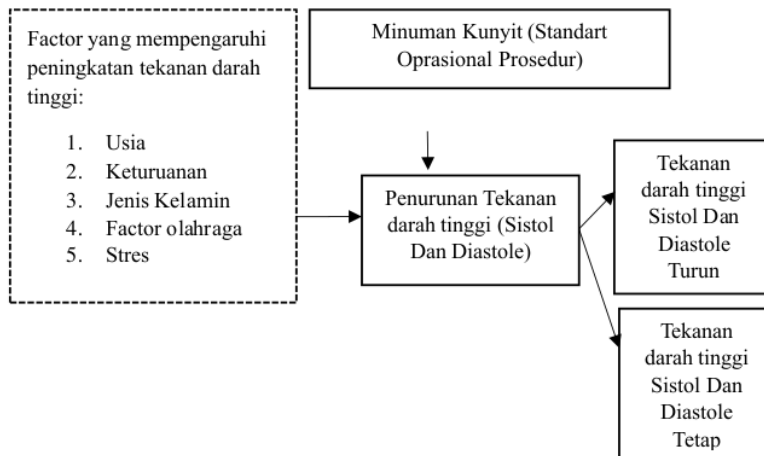 Factor yang mempengaruhi
peningkatan tekanan darah
tinggi:
1. Usia
2. Keturuanan
3. Jenis Kelamin
4. Factor olahraga
5. Stres
Minuman Kunyit (Standart
Oprasional Prosedur)
Penurunan Tekanan
darah tinggi (Sistol
Dan Diastole)
Tekanan
darah tinggi
Sistol Dan
Diastole
Turun
Tekanan
darah tinggi
Sistol Dan
Diastole
Tetap